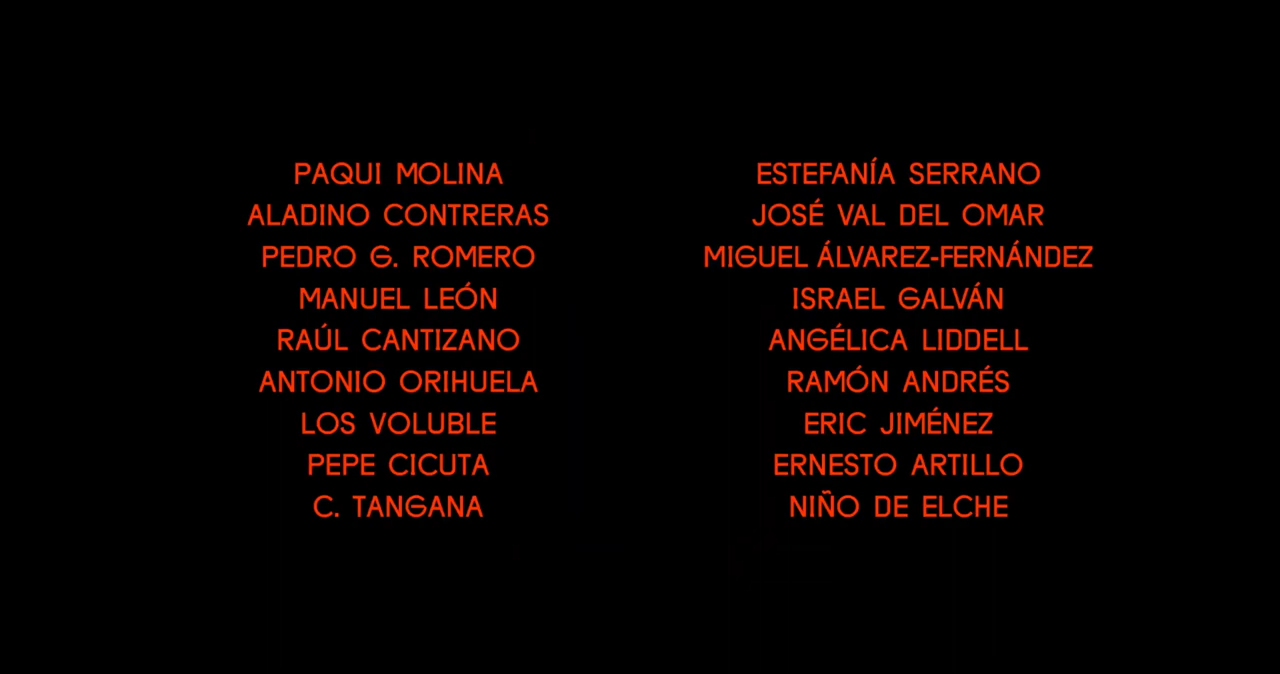 PAQUI MOLINA
ALADINO CONTRERAS
PEDRO G. ROMERO
MANUEL LEÓN
RAÚL CANTIZANO
ANTONIO ORIHUELA
LOS VOLUBLE
PEPE CICUTA
C. TANGANA
ESTEFANÍA SERRANO
JOSÉ VAL DEL OMAR
MIGUEL ÁLVAREZ-FERNÁNDEZ
ISRAEL GALVÁN
ANGÉLICA LIDDELL
RAMÓN ANDRÉS
ERIC JIMÉNEZ
ERNESTO ARTILLO
NIÑO DE ELCHE